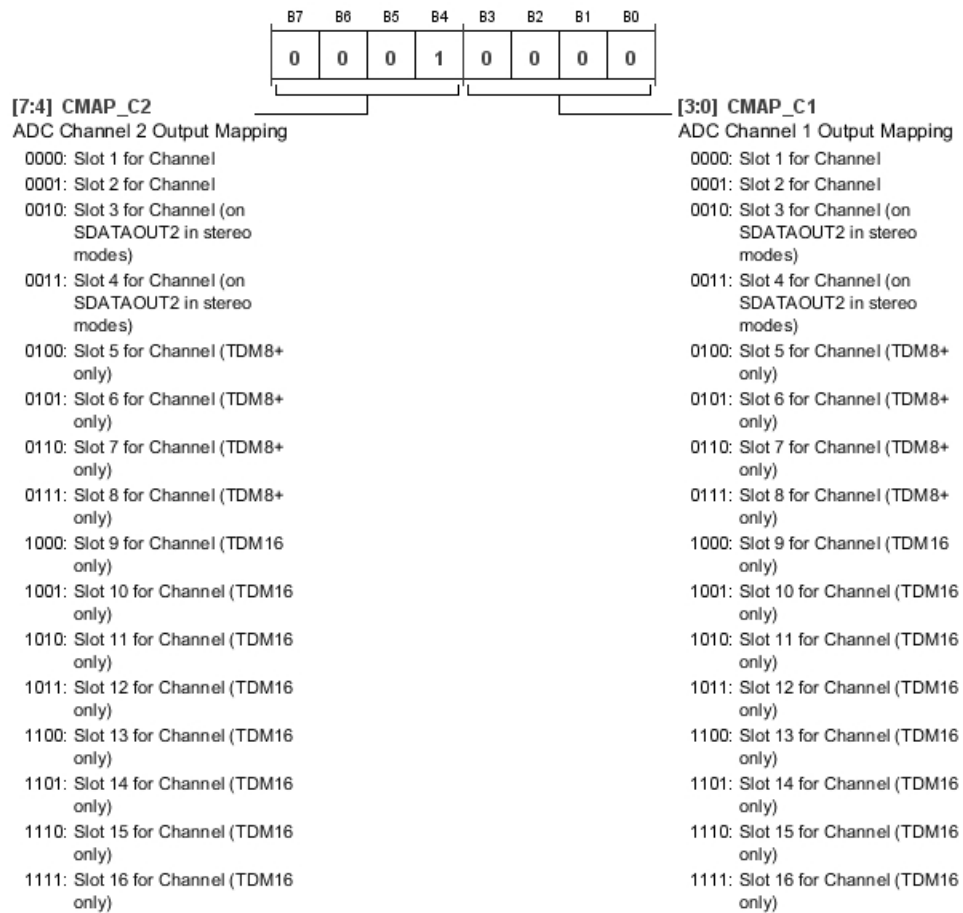 B7 B6 B5 B4 B3 B2 B1 B0
0 0 0 1 0 0 0 0
[7:4] CMAP_C2
ADC Channel 2 Output Mapping
0000: Slot 1 for Channel
0001: Slot 2 for Channel
0010: Slot 3 for Channel (on
SDATAOUT2 in stereo
modes)
0011: Slot 4 for Channel (on
SDATAOUT2 in stereo
modes)
0100: Slot 5 for Channel (TDM8+
only)
0101: Slot 6 for Channel (TDM8+
only)
0110: Slot 7 for Channel (TDM8+
only)
0111: Slot 8 for Channel (TDM8+
only)
1000: Slot 9 for Channel (TDM16
only)
1001: Slot 10 for Channel (TDM16
only)
1010: Slot 11 for Channel (TDM16
only)
1011: Slot 12 for Channel (TDM16
only)
1100: Slot 13 for Channel (TDM16
only)
1101: Slot 14 for Channel (TDM16
only)
1110: Slot 15 for Channel (TDM16
only)
1111: Slot 16 for Channel (TDM16
only)
[3:0] CMAP_C1
ADC Channel 1 Output Mapping
0000: Slot 1 for Channel
0001: Slot 2 for Channel
0010: Slot 3 for Channel (on
SDATAOUT2 in stereo
modes)
0011: Slot 4 for Channel (on
SDATAOUT2 in stereo
modes)
0100: Slot 5 for Channel (TDM8+
only)
0101: Slot 6 for Channel (TDM8+
only)
0110: Slot 7 for Channel (TDM8+
only)
0111: Slot 8 for Channel (TDM8+
only)
1000: Slot 9 for Channel (TDM16
only)
1001: Slot 10 for Channel (TDM16
only)
1010: Slot 11 for Channel (TDM16
only)
1011: Slot 12 for Channel (TDM16
only)
1100: Slot 13 for Channel (TDM16
only)
1101: Slot 14 for Channel (TDM16
only)
1110: Slot 15 for Channel (TDM16
only)
1111: Slot 16 for Channel (TDM16
only)